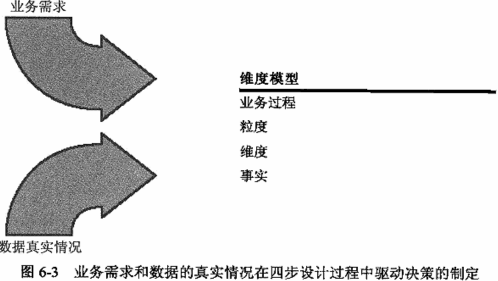 业务需求
维度模型
业务过程
粒度
维度
事实
数据真实情况
图 6-3 业务需求和数据的真实情况在四步设计过程中驱动决策的制定